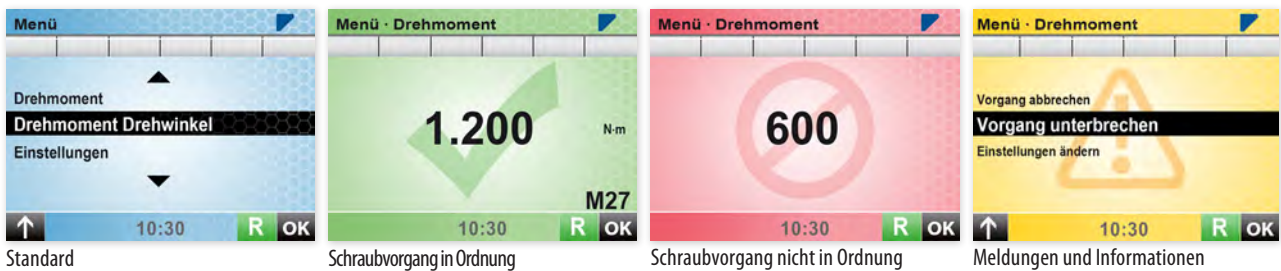 Menü
Drehmoment
Drehmoment Drehwinkel
Einstellungen
10:30
R OK
Standard
Menü · Drehmoment
1.200 N·m
M27
10:30
R OK
Schraubvorgang in Ordnung
Menü · Drehmoment
600
10:30
R OK
Schraubvorgang nicht in Ordnung
Menü · Drehmoment
Vorgang abbrechen
Vorgang unterbrechen
Einstellungen ändern
10:30
R OK
Meldungen und Informationen